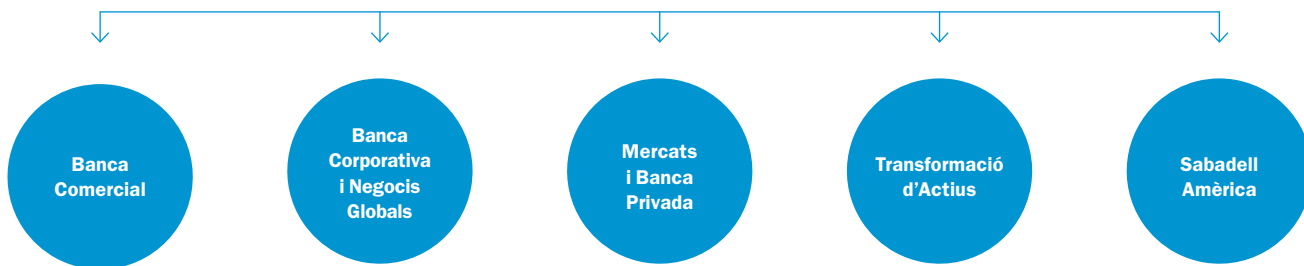 Banca
Comercial
Banca
Corporativa
i Negocis
Globals
Mercats
i Banca
Privada
Transformació
d’Actius
Sabadell
Amèrica